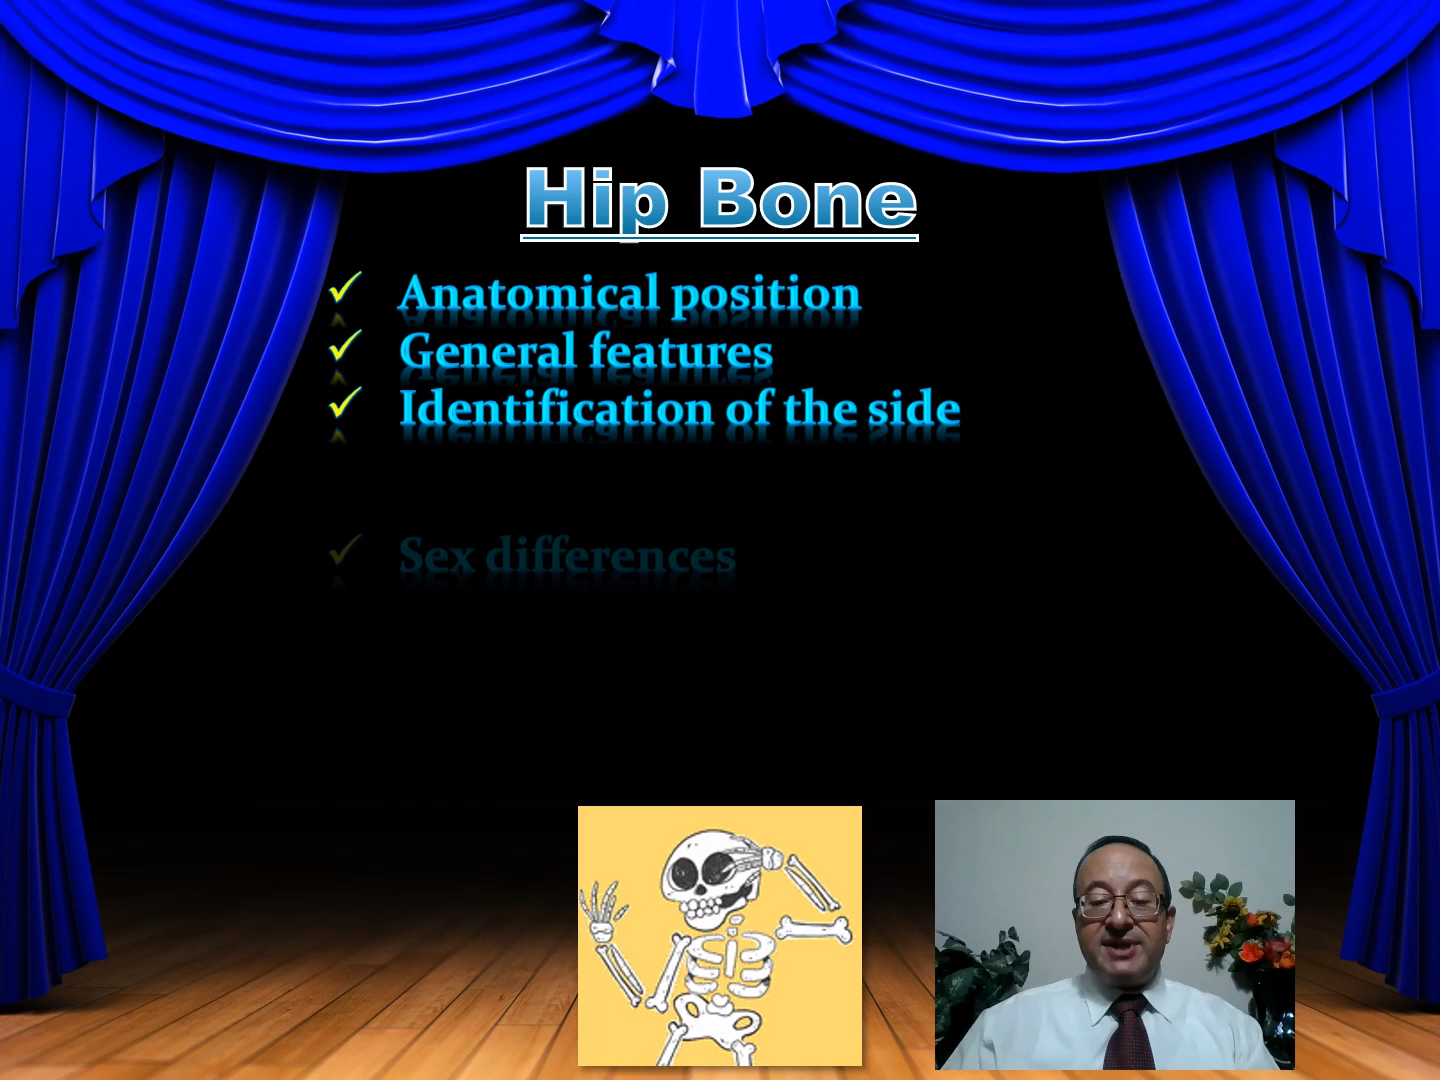 Hip Bone
✓ Anatomical position
✓ General features
✓ Identification of the side
✓ Sex differences